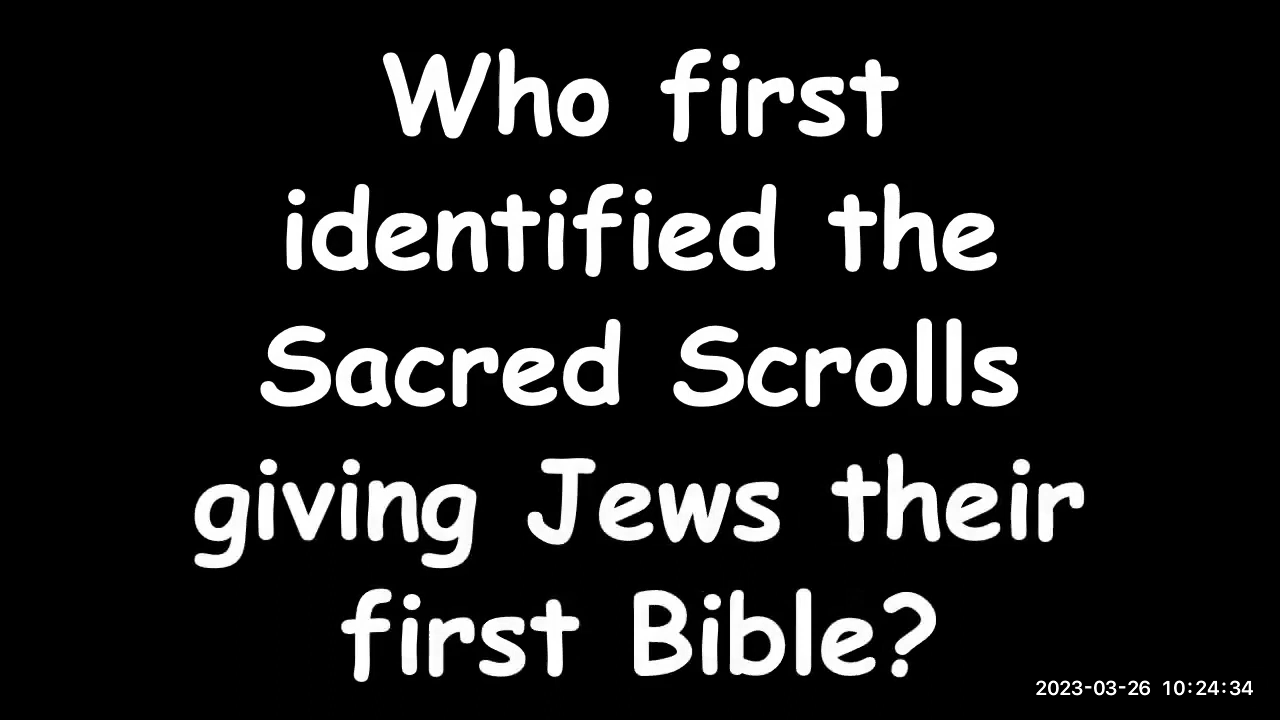 Who first
identified the
Sacred Scrolls
giving Jews their
first Bible?
2023-03-26 10:24:34